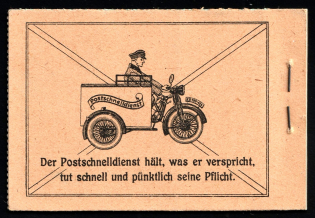 Postschnelldienst
Der Postschnelldienst hält, was er verspricht,
tut schnell und pünktlich seine Pflicht.